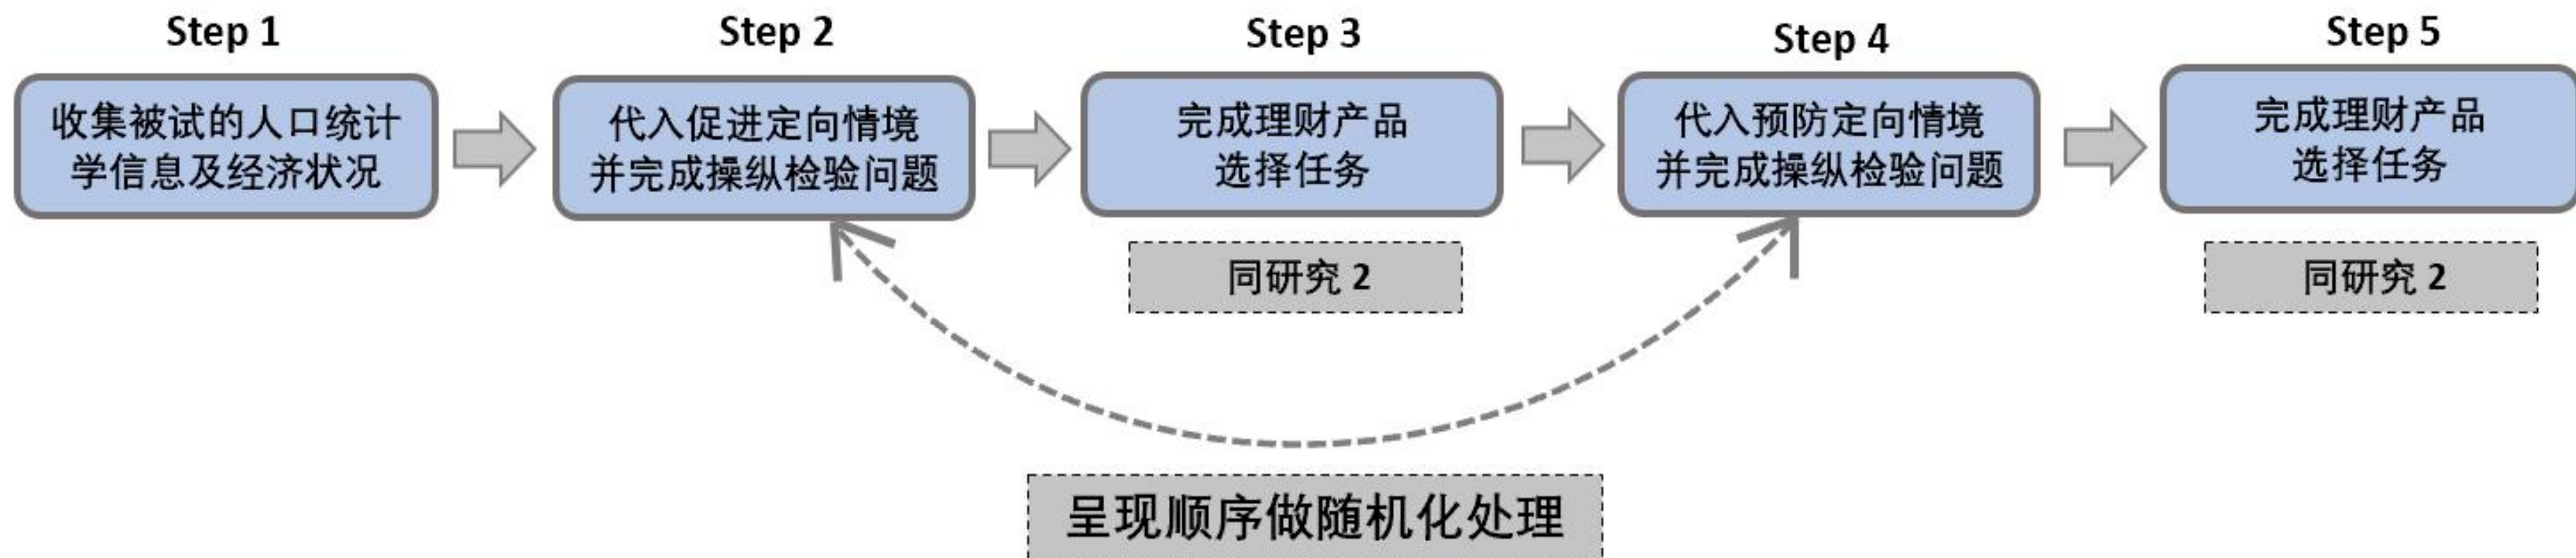 Step 1
收集被试的人口统计
学信息及经济状况
Step 2
代入促进定向情境
并完成操纵检验问题
Step 3
完成理财产品
选择任务
同研究 2
Step 4
代入预防定向情境
并完成操纵检验问题
Step 5
完成理财产品
选择任务
同研究 2
呈现顺序做随机化处理